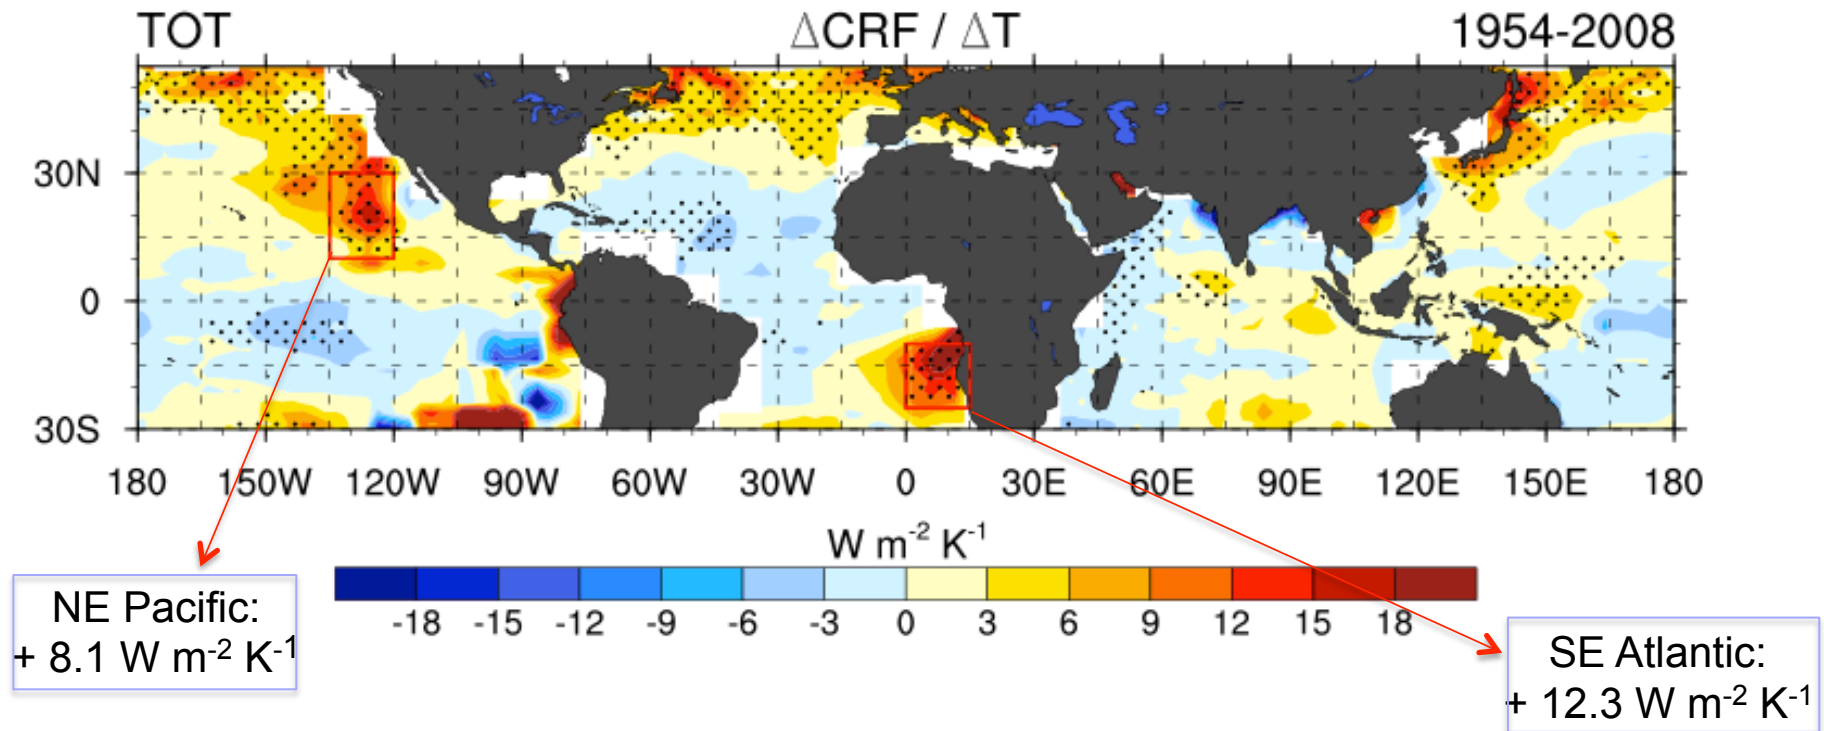 TOT ΔCRF / ΔT 1954-2008
30N
0
30S
180 150W 120W 90W 60W 30W 0 30E 60E 90E 120E 150E 180
W m⁻² K⁻¹
-18 -15 -12 -9 -6 -3 0 3 6 9 12 15 18
NE Pacific:
+ 8.1 W m⁻² K⁻¹
SE Atlantic:
+ 12.3 W m⁻² K⁻¹